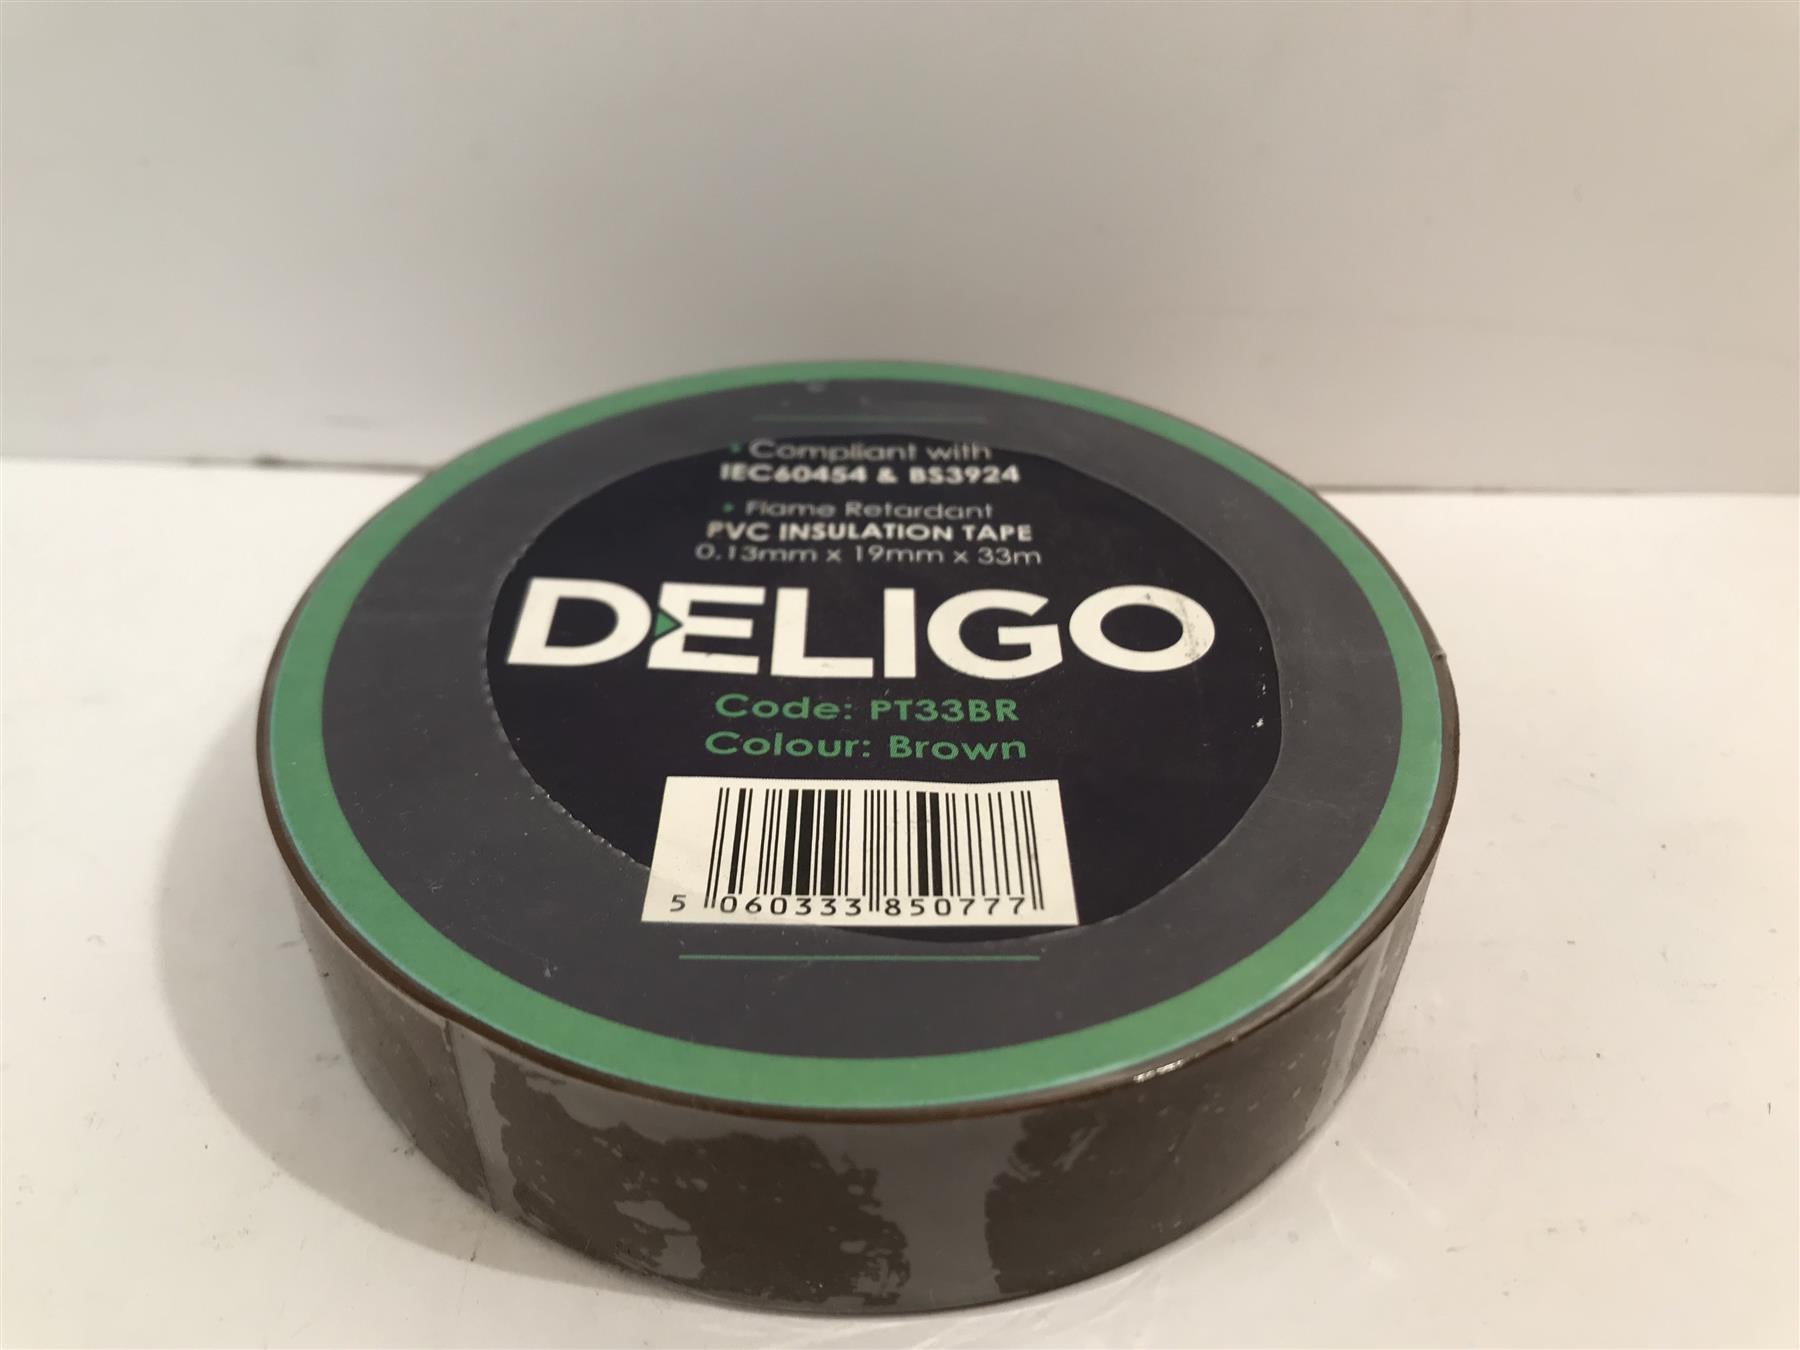 • Compliant with
IEC60454 & BS3924
• Flame Retardant
PVC INSULATION TAPE
0.13mm x 19mm x 33m
DELIGO
Code: PT33BR
Colour: Brown
5 060333 850777